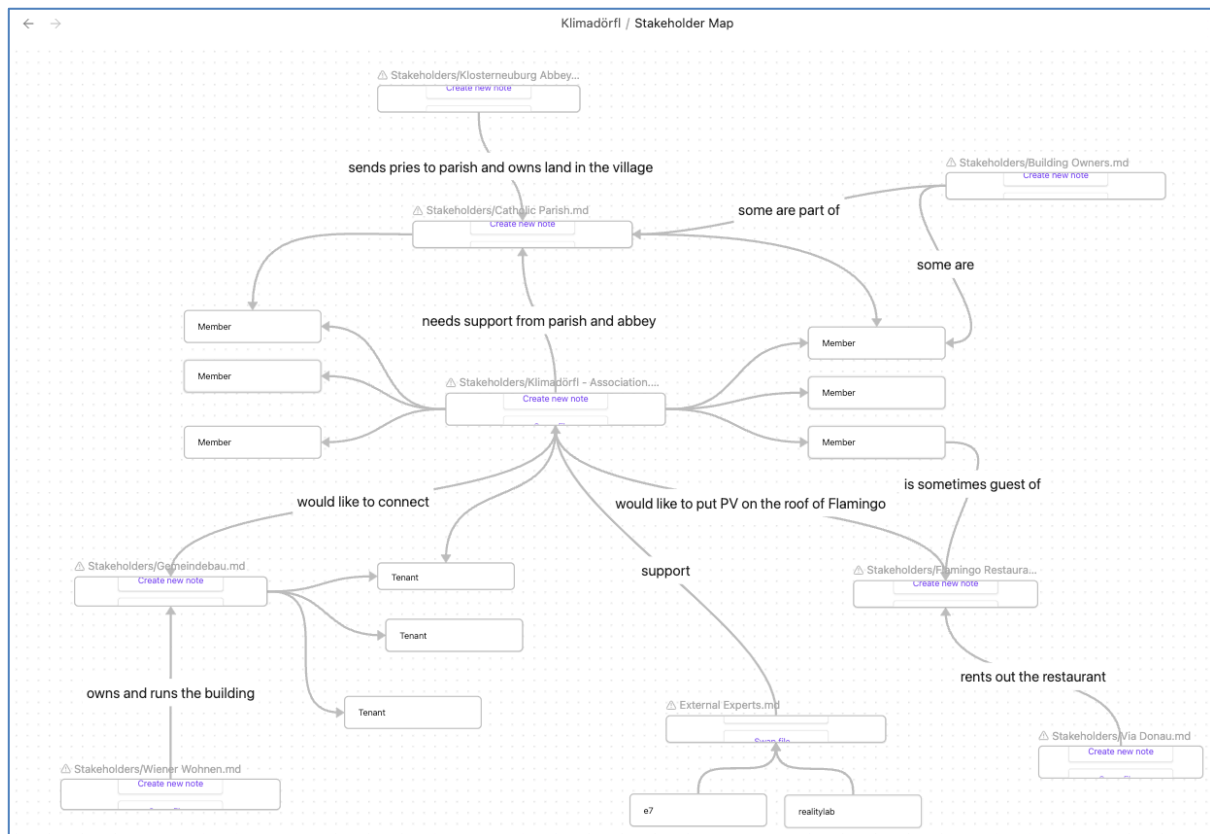 Klimadörfl / Stakeholder Map
Stakeholders/Klosterneuburg Abbey...
Create new note
sends pries to parish and owns land in the village
Stakeholders/Building Owners.md
Create new note
Stakeholders/Catholic Parish.md
Create new note
some are part of
some are
Member
needs support from parish and abbey
Member
Member
Stakeholders/Klimadörfl - Association....
Create new note
Member
Member
Member
would like to connect
would like to put PV on the roof of Flamingo
is sometimes guest of
Stakeholders/Gemeindebau.md
Create new note
Tenant
support
Stakeholders/Flamingo Restaura...
Create new note
Tenant
owns and runs the building
rents out the restaurant
Tenant
External Experts.md
Swap file
Stakeholders/Via Donau.md
Create new note
Stakeholders/Wiener Wohnen.md
Create new note
e7
realitylab